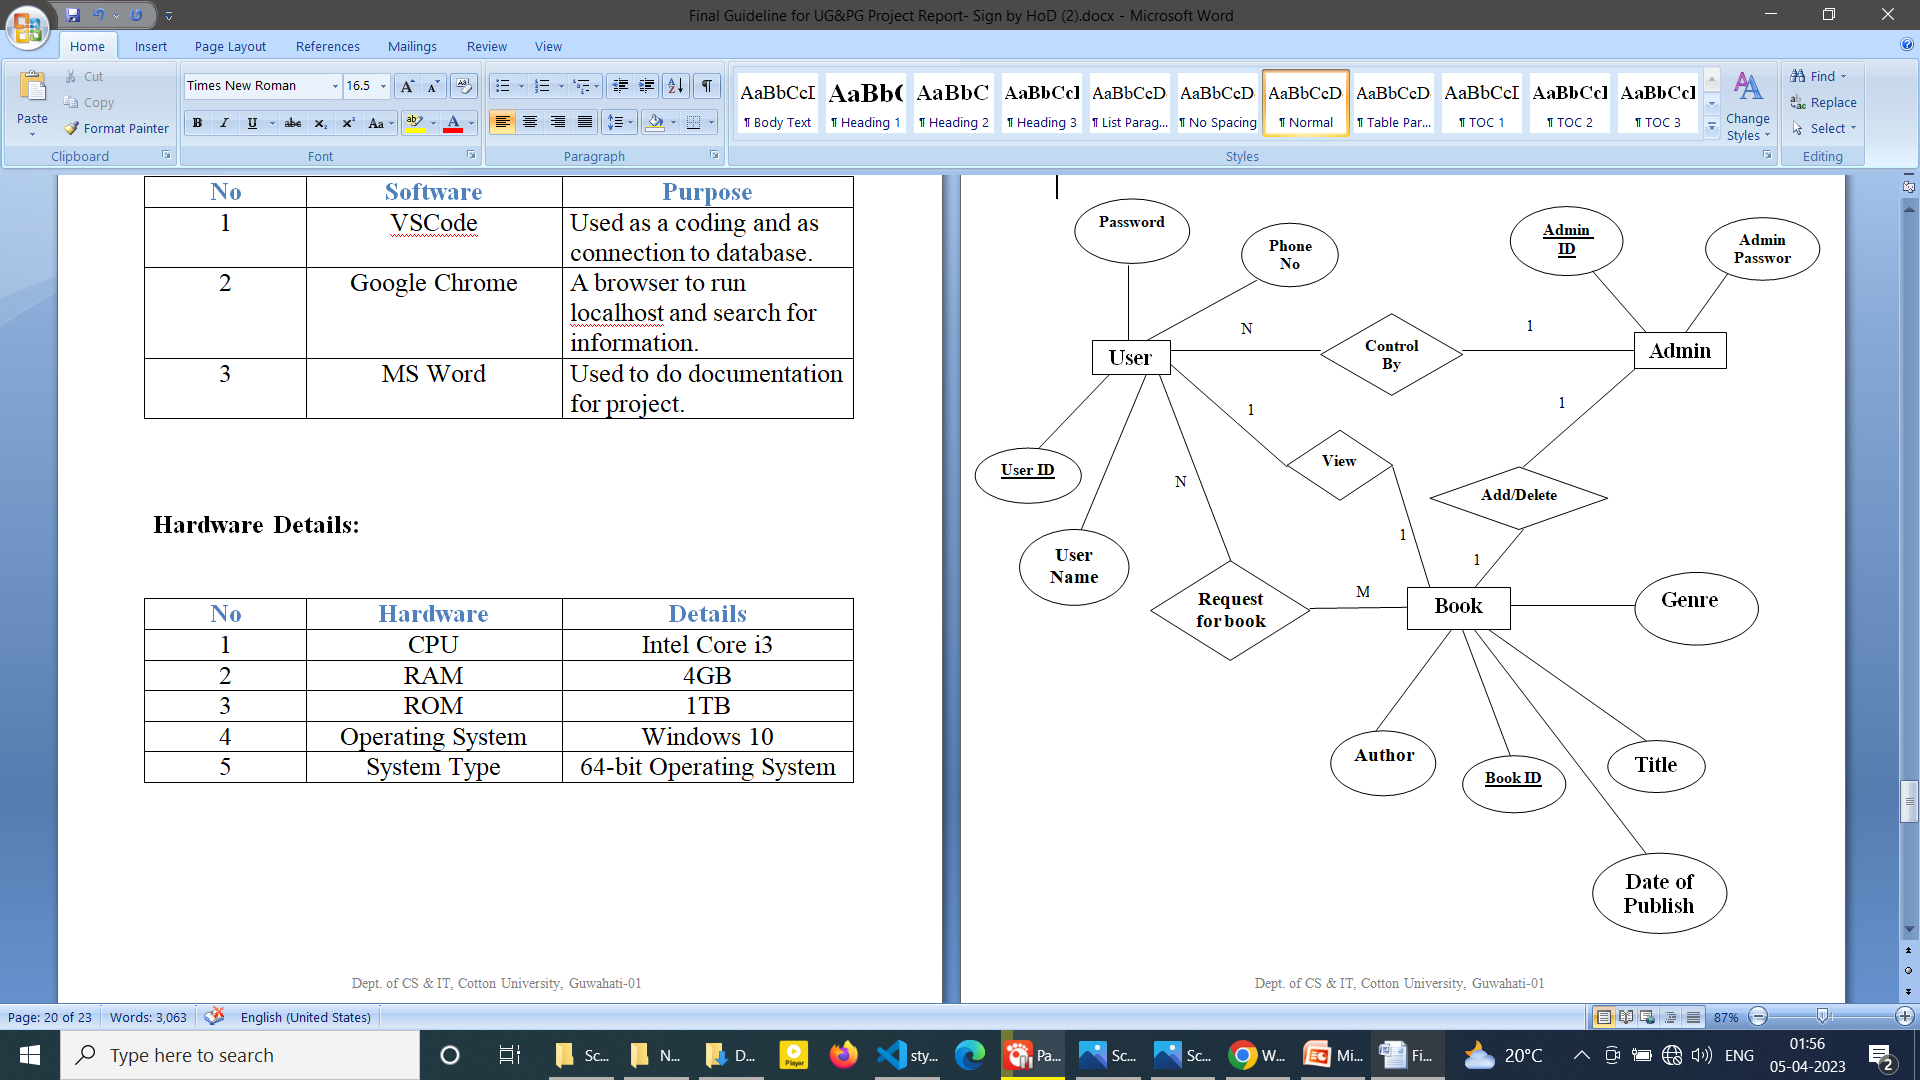 Final Guideline for UG&PG Project Report- Sign by HoD (2).docx - Microsoft Word
Home Insert Page Layout References Mailings Review View
Paste
Cut
Copy
Format Painter
Clipboard
Times New Roman 16.5
Font
Paragraph
AaBbCcI AaBb( AaBbC AaBbCcI AaBbCcD AaBbCcD AaBbCcD AaBbCcD AaBbCcI AaBbCcI AaBbCcI
¶ Body Text ¶ Heading 1 ¶ Heading 2 ¶ Heading 3 ¶ List Parag... ¶ No Spacing ¶ Normal ¶ Table Par... ¶ TOC 1 ¶ TOC 2 ¶ TOC 3
Change
Styles
Styles
Find
Replace
Select
Editing
No Software Purpose
1 VSCode Used as a coding and as
connection to database.
2 Google Chrome A browser to run
localhost and search for
information.
3 MS Word Used to do documentation
for project.
Hardware Details:
No Hardware Details
1 CPU Intel Core i3
2 RAM 4GB
3 ROM 1TB
4 Operating System Windows 10
5 System Type 64-bit Operating System
Dept. of CS & IT, Cotton University, Guwahati-01
Password
Phone
No
Admin
ID
Admin
Passwor
N
1
User
Control
By
Admin
1
1
User ID
View
N
Add/Delete
1
1
User
Name
Request
for book
M
Book
Genre
Author
Book ID
Title
Date of
Publish
Dept. of CS & IT, Cotton University, Guwahati-01
Page: 20 of 23 Words: 3,063 English (United States) 87%
Type here to search
Sc... N... D... sty... Pa... Sc... Sc... W... Mi... Fi... 20°C ENG
01:56
05-04-2023
2